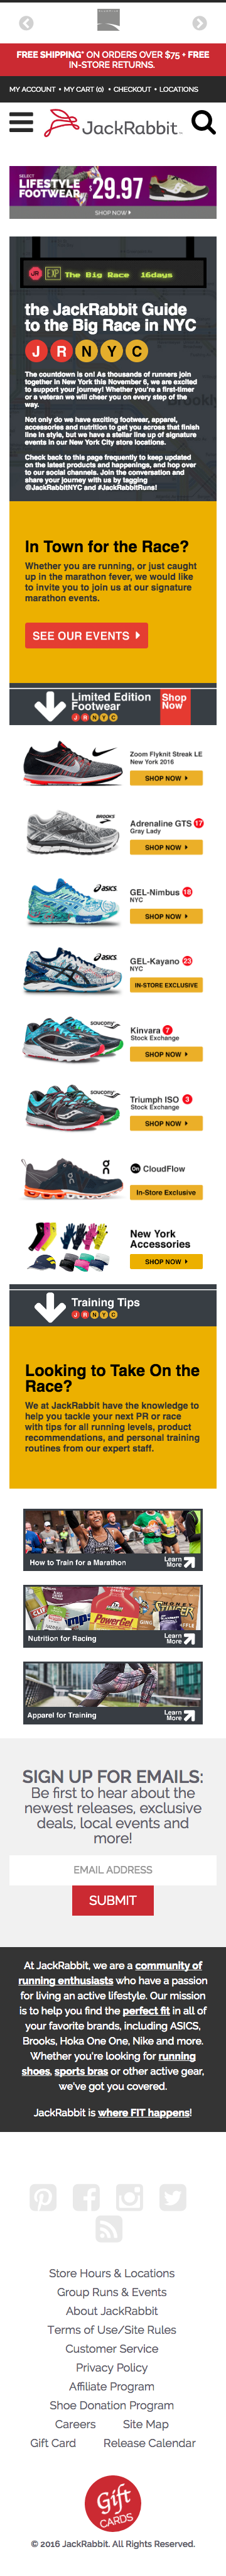 FREE SHIPPING* ON ORDERS OVER $75 + FREE
IN-STORE RETURNS.
MY ACCOUNT • MY CART (0) • CHECKOUT • LOCATIONS
JackRabbit
SELECT
LIFESTYLE
FOOTWEAR
$29.97
SHOP NOW
JR EXP The Big Race 16days
the JackRabbit Guide
to the Big Race in NYC
J R N Y C
The countdown is on! As thousands of runners join
together in New York City on November 6, we are excited
to support your journey! Whether you're a first-timer
or a veteran we will cheer you on every step of the
way.
Not only do we have exciting footwear, apparel,
accessories and nutrition to get you across that finish
line in style, but we have a stellar line up of signature
events in our New York City store locations.
Check back to this page frequently to keep updated
on the latest products and happenings, and hop over
to our social channels. Join the conversation and
share your journey with us by tagging
@JackRabbitNYC and #JackRabbitRuns!
In Town for the Race?
Whether you are running, or just caught
up in the marathon fever, we would like
to invite you to join us at our signature
marathon events.
SEE OUR EVENTS
Limited Edition
Footwear
J R N Y C
Shop
Now
Zoom Flyknit Streak LE
New York 2016
SHOP NOW
BROOKS
Adrenaline GTS 17
Gray Lady
SHOP NOW
asics
GEL-Nimbus 18
NYC
SHOP NOW
asics
GEL-Kayano 23
NYC
IN-STORE EXCLUSIVE
saucony
Kinvara 7
Stock Exchange
SHOP NOW
saucony
Triumph ISO 3
Stock Exchange
SHOP NOW
On CloudFlow
In-Store Exclusive
New York
Accessories
SHOP NOW
Training Tips
J R N Y C
Looking to Take On the
Race?
We at JackRabbit have the knowledge to
help you tackle your next PR or race
with tips for all running levels, product
recommendations, and personal training
routines from our expert staff.
How to Train for a Marathon
Learn
More
CLIF
PowerGel
HONEY STINGER
WAFFLE
Nutrition for Racing
Learn
More
Apparel for Training
Learn
More
SIGN UP FOR EMAILS:
Be first to hear about the
newest releases, exclusive
deals, local events and
more!
EMAIL ADDRESS
SUBMIT
At JackRabbit, we are a community of
running enthusiasts who have a passion
for living an active lifestyle. Our mission
is to help you find the perfect fit in all of
your favorite brands, including ASICS,
Brooks, Hoka One One, Nike and more.
Whether you're looking for running
shoes, sports bras or other active gear,
we've got you covered.
JackRabbit is where FIT happens!
Store Hours & Locations
Group Runs & Events
About JackRabbit
Terms of Use/Site Rules
Customer Service
Privacy Policy
Affiliate Program
Shoe Donation Program
Careers Site Map
Gift Card Release Calendar
Gift
CARDS
© 2016 JackRabbit. All Rights Reserved.